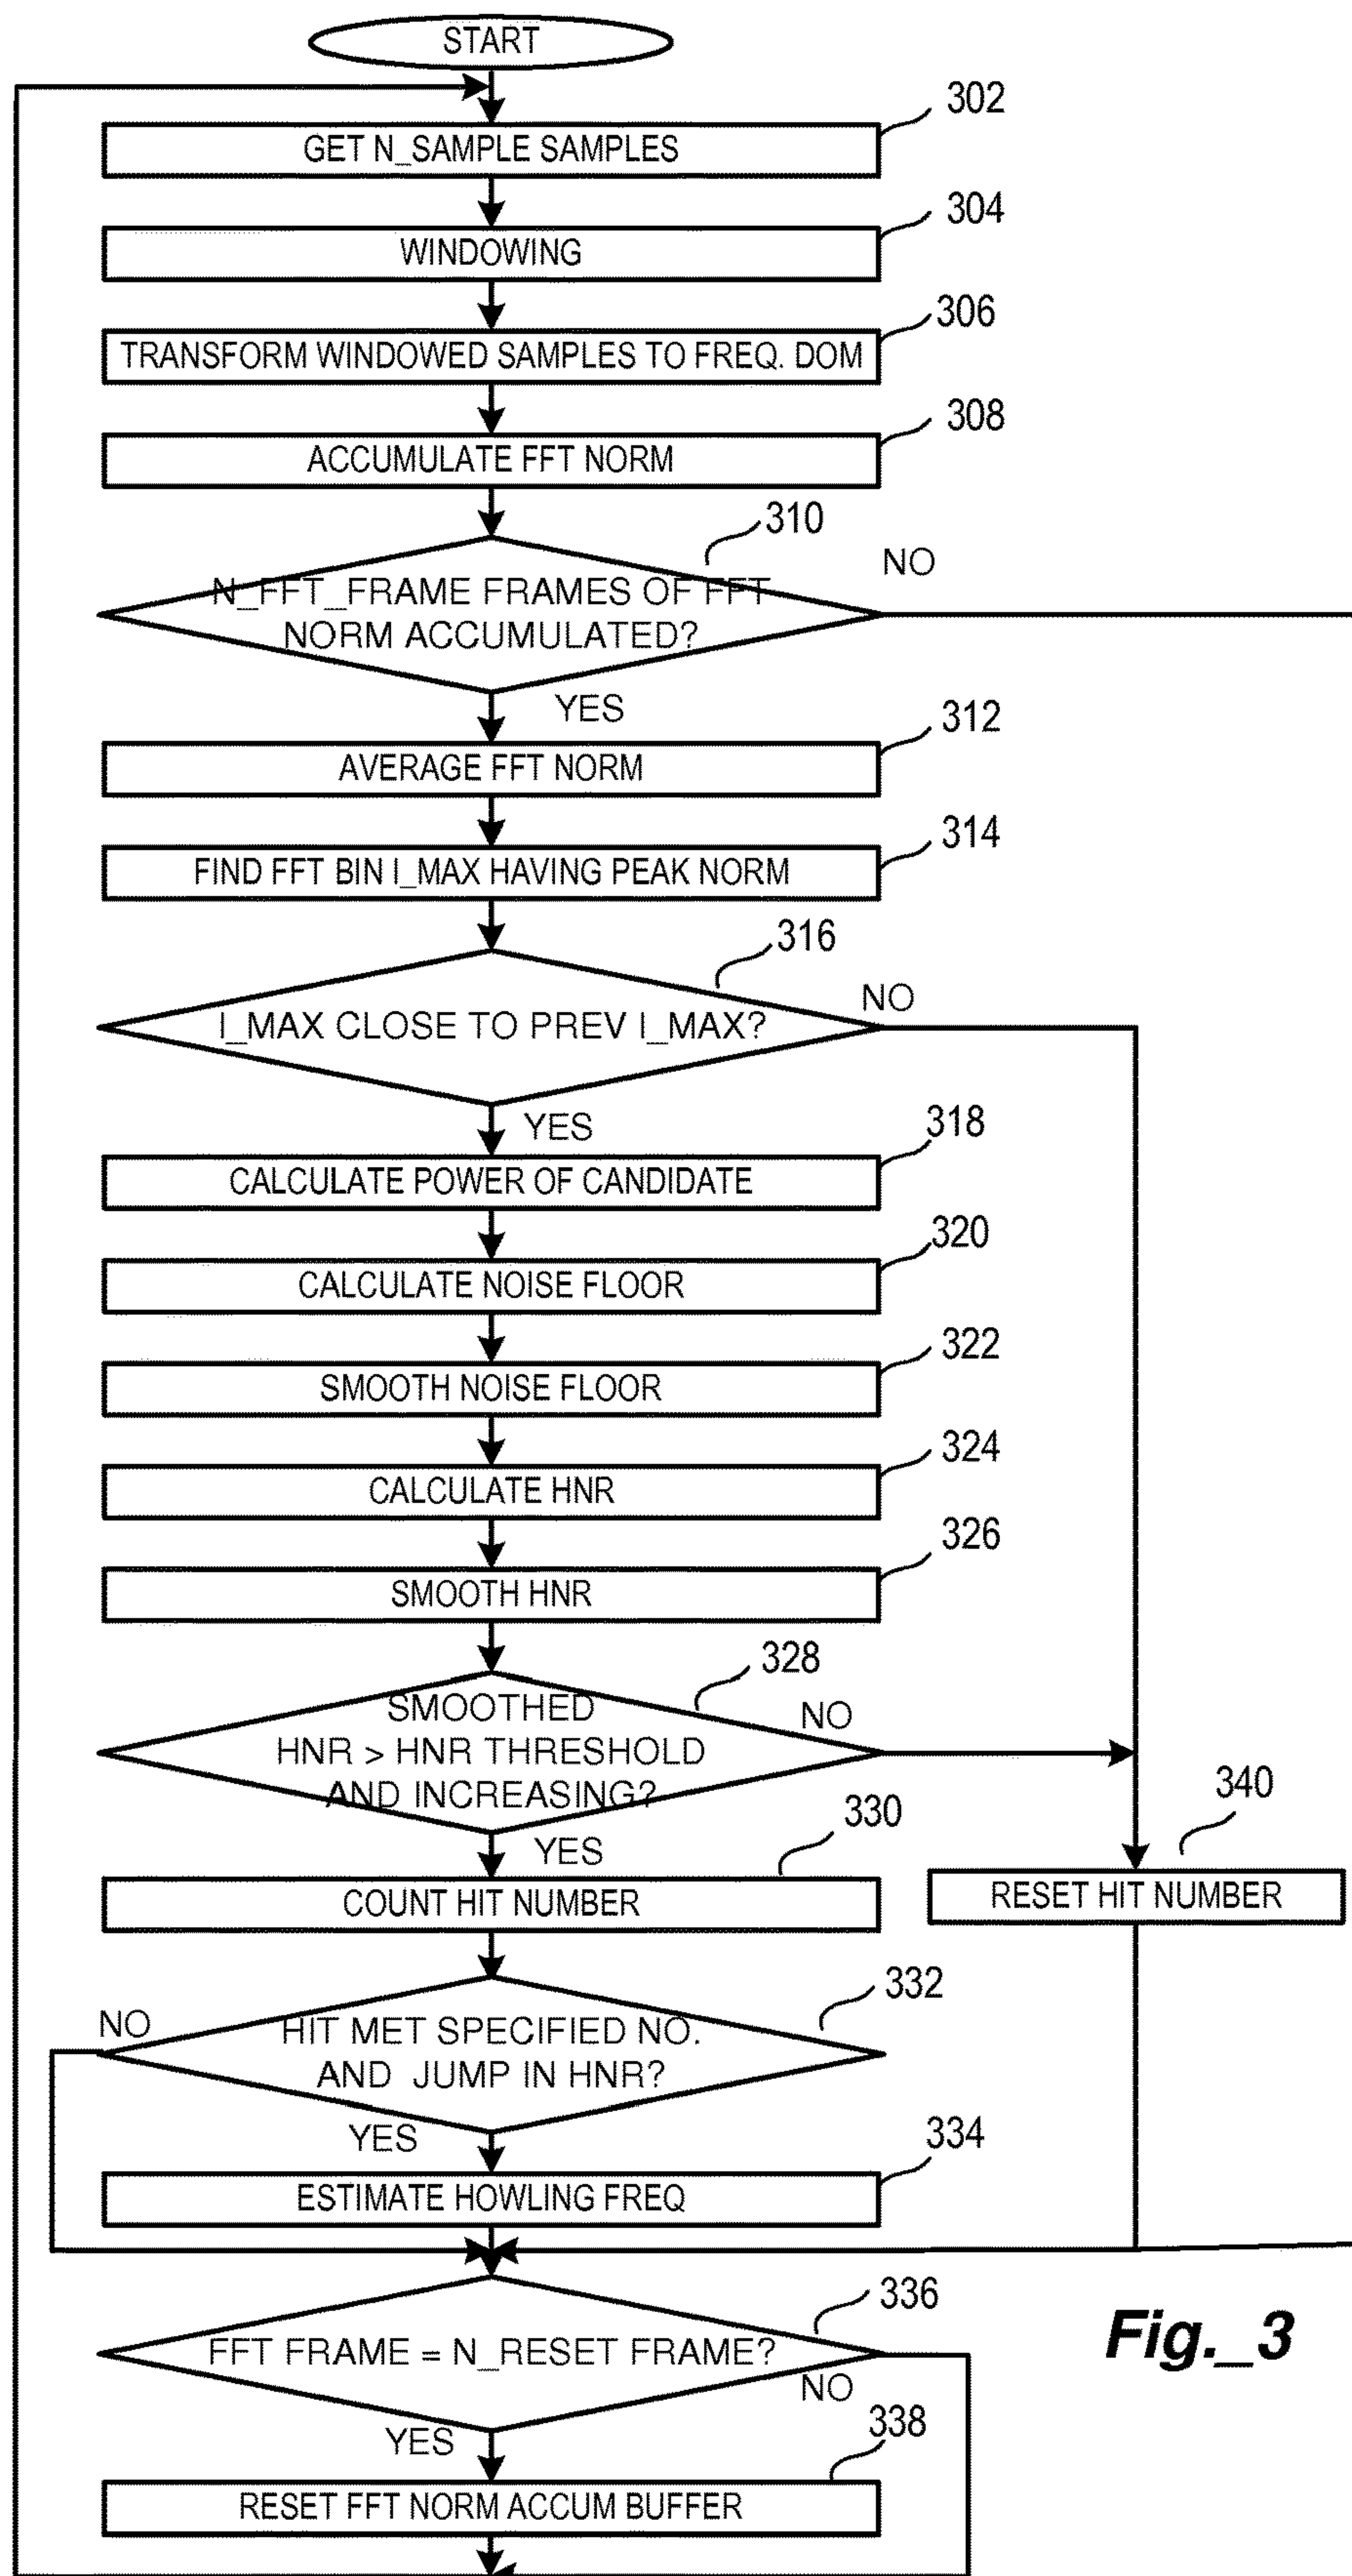 START
302
GET N_SAMPLE SAMPLES
304
WINDOWING
306
TRANSFORM WINDOWED SAMPLES TO FREQ. DOM
308
ACCUMULATE FFT NORM
310
NO
N_FFT_FRAME FRAMES OF FFT
NORM ACCUMULATED?
YES
312
AVERAGE FFT NORM
314
FIND FFT BIN I_MAX HAVING PEAK NORM
316
NO
I_MAX CLOSE TO PREV I_MAX?
YES
318
CALCULATE POWER OF CANDIDATE
320
CALCULATE NOISE FLOOR
322
SMOOTH NOISE FLOOR
324
CALCULATE HNR
326
SMOOTH HNR
328
SMOOTHED
NO
HNR > HNR THRESHOLD
AND INCREASING?
340
330
YES
COUNT HIT NUMBER
RESET HIT NUMBER
332
NO
HIT MET SPECIFIED NO.
AND JUMP IN HNR?
YES
334
ESTIMATE HOWLING FREQ
336
Fig._3
FFT FRAME = N_RESET FRAME?
NO
YES
338
RESET FFT NORM ACCUM BUFFER